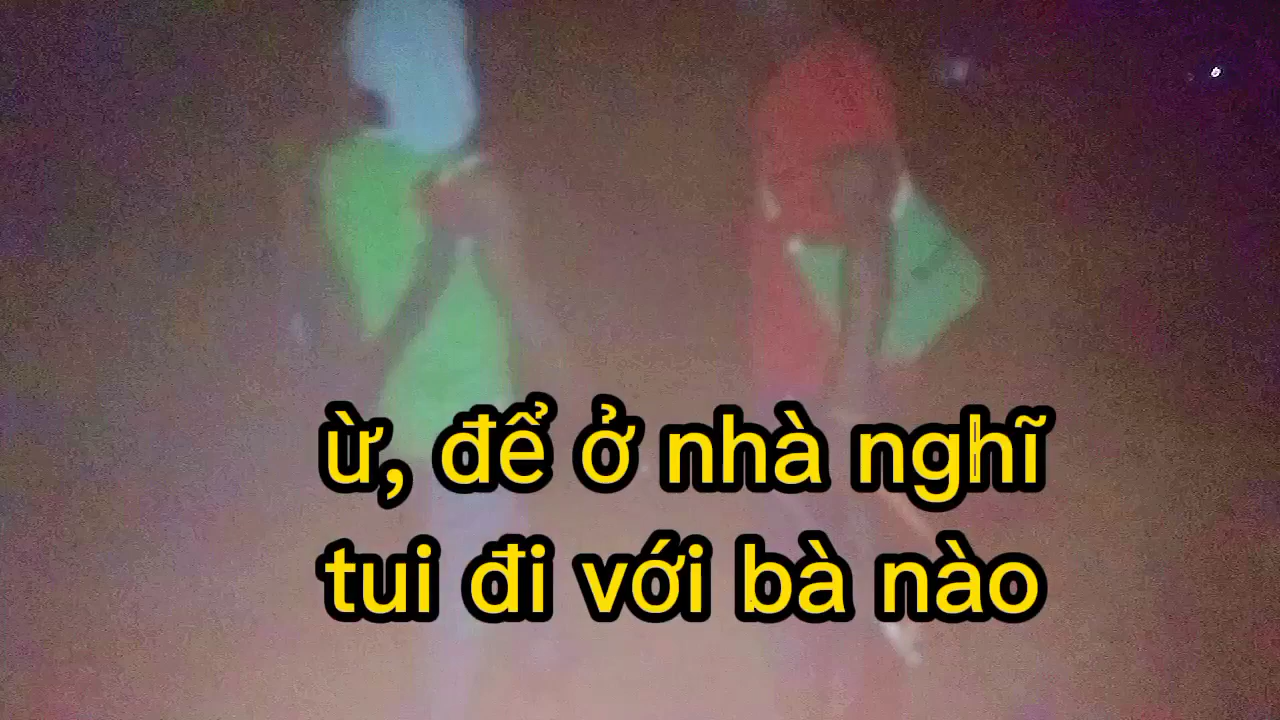 ừ, để ở nhà nghĩ
tui đi với bà nào